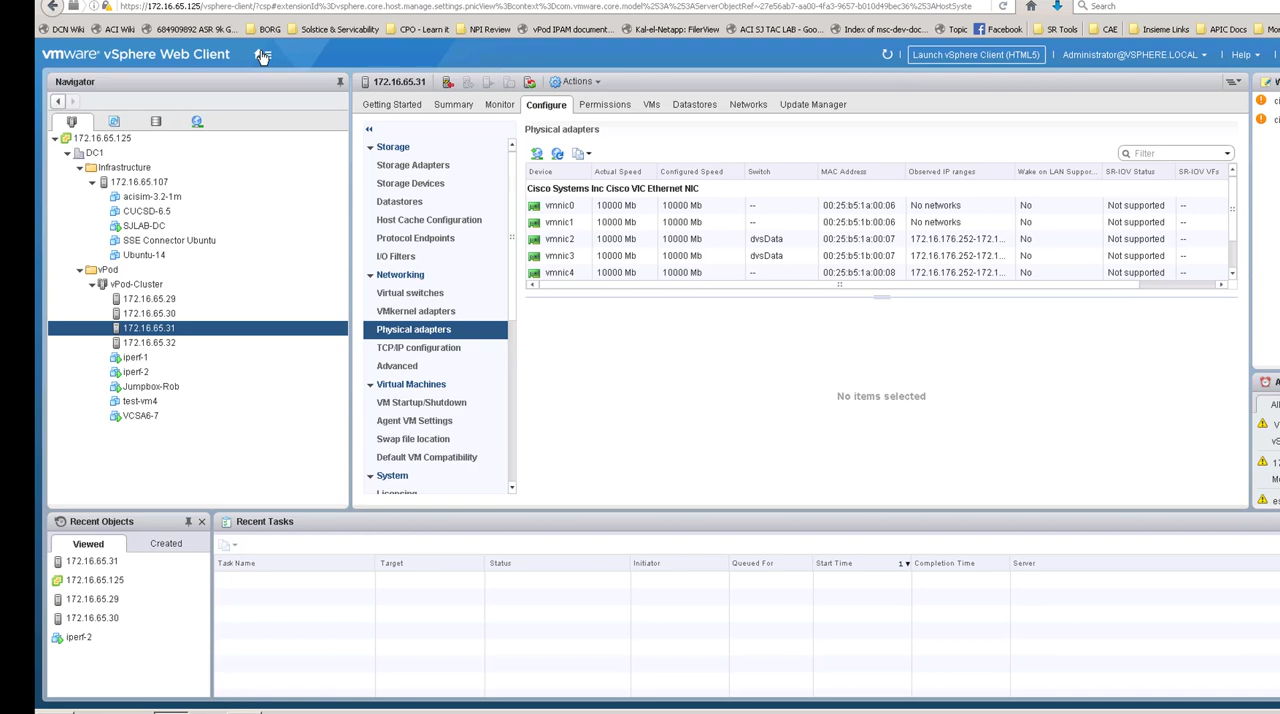 https://172.16.65.125/vsphere-client/?csp#extensionId%3Dvsphere.core.host.manage.settings.pnicView%3Bcontext%3Dcom.vmware.core.model%253A%253AServerObjectRef~27e56ab7-aa00-4fa3-9657-abd10d9bec36%253AHostSyste
Search
DCN Wiki ACI Wiki 684909892 ASR 9k G... BORG Solstice & Servicability CPO - Learn it NPI Review vPod IPAM documen... Kal-el-Netapp: FilerView ACI SJ TAC LAB - Goo... Index of msc-dev-doc... Topic Facebook SR Tools CAE Insieme Links APIC Docs
vmware vSphere Web Client
Launch vSphere Client (HTML5) Administrator@VSPHERE.LOCAL Help
Navigator
172.16.65.125
DC1
Infrastructure
172.16.65.107
acisim-3.2-1m
CUCSD-6.5
SJLAB-DC
SSE Connector Ubuntu
Ubuntu-14
vPod
vPod-Cluster
172.16.65.29
172.16.65.30
172.16.65.31
172.16.65.32
iperf-1
iperf-2
Jumpbox-Rob
test-vm4
VCSA6-7
172.16.65.31 Actions
Getting Started Summary Monitor Configure Permissions VMs Datastores Networks Update Manager
Storage
Storage Adapters
Storage Devices
Datastores
Host Cache Configuration
Protocol Endpoints
I/O Filters
Networking
Virtual switches
VMkernel adapters
Physical adapters
TCP/IP configuration
Advanced
Virtual Machines
VM Startup/Shutdown
Agent VM Settings
Swap file location
Default VM Compatibility
System
Licensing
Physical adapters
Filter
Device Actual Speed Configured Speed Switch MAC Address Observed IP ranges Wake on LAN Suppor... SR-IOV Status SR-IOV VFs
Cisco Systems Inc Cisco VIC Ethernet NIC
vmnic0 10000 Mb 10000 Mb -- 00:25:b5:1a:00:06 No networks No Not supported --
vmnic1 10000 Mb 10000 Mb -- 00:25:b5:1a:00:06 No networks No Not supported --
vmnic2 10000 Mb 10000 Mb dvsData 00:25:b5:1a:00:07 172.16.176.252-172.1... No Not supported --
vmnic3 10000 Mb 10000 Mb dvsData 00:25:b5:1b:00:07 172.16.176.252-172.1... No Not supported --
vmnic4 10000 Mb 10000 Mb -- 00:25:b5:1a:00:08 172.16.176.252-172.1... No Not supported --
No items selected
Recent Objects
Viewed Created
172.16.65.31
172.16.65.125
172.16.65.29
172.16.65.30
iperf-2
Recent Tasks
Task Name Target Status Initiator Queued For Start Time 1 Completion Time Server